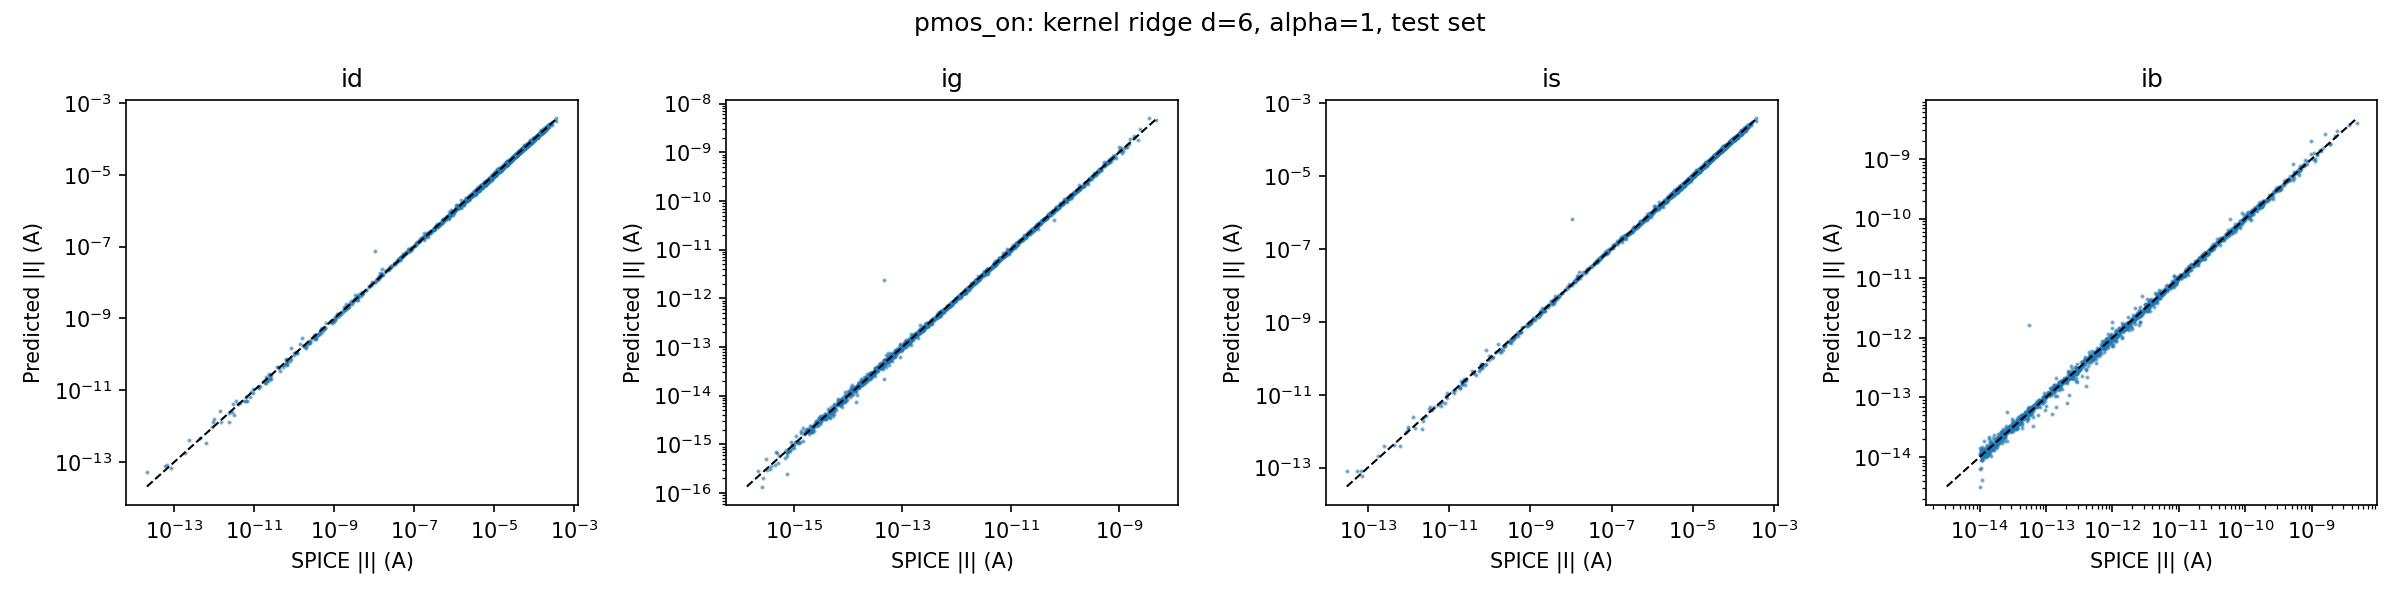 pmos_on: kernel ridge d=6, alpha=1, test set
id
10⁻³
10⁻⁵
10⁻⁷
10⁻⁹
10⁻¹¹
10⁻¹³
Predicted |I| (A)
10⁻¹³ 10⁻¹¹ 10⁻⁹ 10⁻⁷ 10⁻⁵ 10⁻³
SPICE |I| (A)
ig
10⁻⁸
10⁻⁹
10⁻¹⁰
10⁻¹¹
10⁻¹²
10⁻¹³
10⁻¹⁴
10⁻¹⁵
10⁻¹⁶
Predicted |I| (A)
10⁻¹⁵ 10⁻¹³ 10⁻¹¹ 10⁻⁹
SPICE |I| (A)
is
10⁻³
10⁻⁵
10⁻⁷
10⁻⁹
10⁻¹¹
10⁻¹³
Predicted |I| (A)
10⁻¹³ 10⁻¹¹ 10⁻⁹ 10⁻⁷ 10⁻⁵ 10⁻³
SPICE |I| (A)
ib
10⁻⁹
10⁻¹⁰
10⁻¹¹
10⁻¹²
10⁻¹³
10⁻¹⁴
Predicted |I| (A)
10⁻¹⁴ 10⁻¹³ 10⁻¹² 10⁻¹¹ 10⁻¹⁰ 10⁻⁹
SPICE |I| (A)